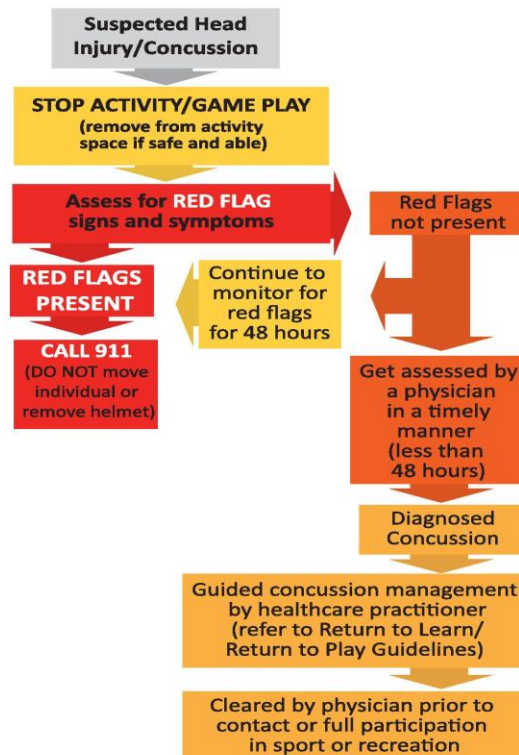 Suspected Head
Injury/Concussion
STOP ACTIVITY/GAME PLAY
(remove from activity
space if safe and able)
Assess for RED FLAG
signs and symptoms
Red Flags
not present
RED FLAGS
PRESENT
Continue to
monitor for
red flags
for 48 hours
CALL 911
(DO NOT move
individual or
remove helmet)
Get assessed by
a physician
in a timely
manner
(less than
48 hours)
Diagnosed
Concussion
Guided concussion management
by healthcare practitioner
(refer to Return to Learn/
Return to Play Guidelines)
Cleared by physician prior to
contact or full participation
in sport or recreation